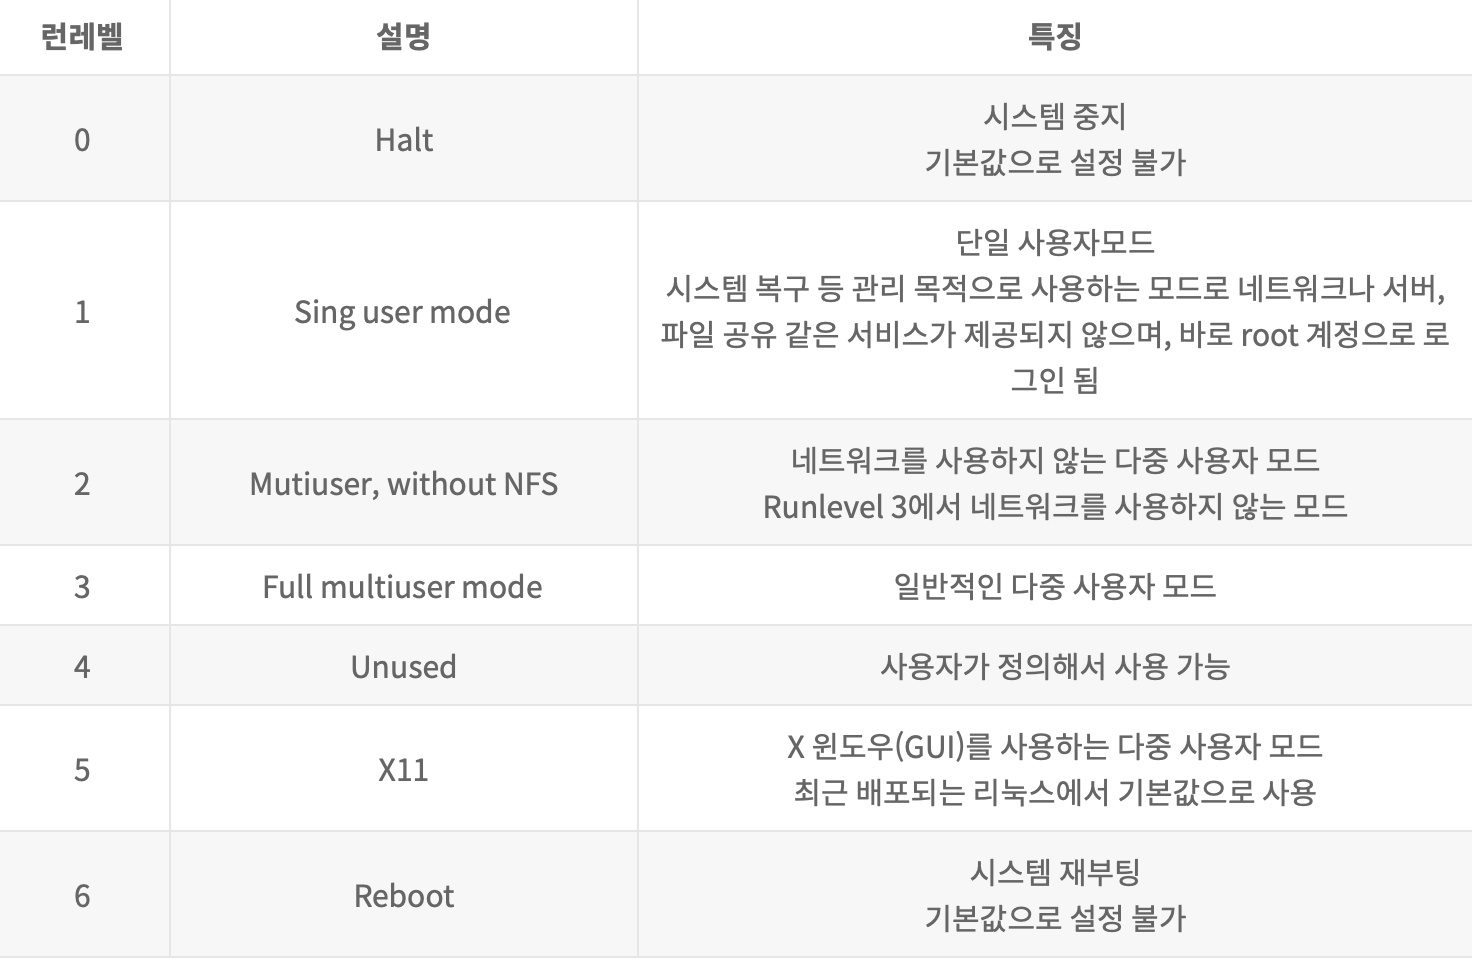 런레벨 설명 특징
0 Halt 시스템 중지
기본값으로 설정 불가
1 Sing user mode 단일 사용자모드
시스템 복구 등 관리 목적으로 사용하는 모드로 네트워크나 서버,
파일 공유 같은 서비스가 제공되지 않으며, 바로 root 계정으로 로
그인 됨
2 Mutiuser, without NFS 네트워크를 사용하지 않는 다중 사용자 모드
Runlevel 3에서 네트워크를 사용하지 않는 모드
3 Full multiuser mode 일반적인 다중 사용자 모드
4 Unused 사용자가 정의해서 사용 가능
5 X11 X 윈도우(GUI)를 사용하는 다중 사용자 모드
최근 배포되는 리눅스에서 기본값으로 사용
6 Reboot 시스템 재부팅
기본값으로 설정 불가